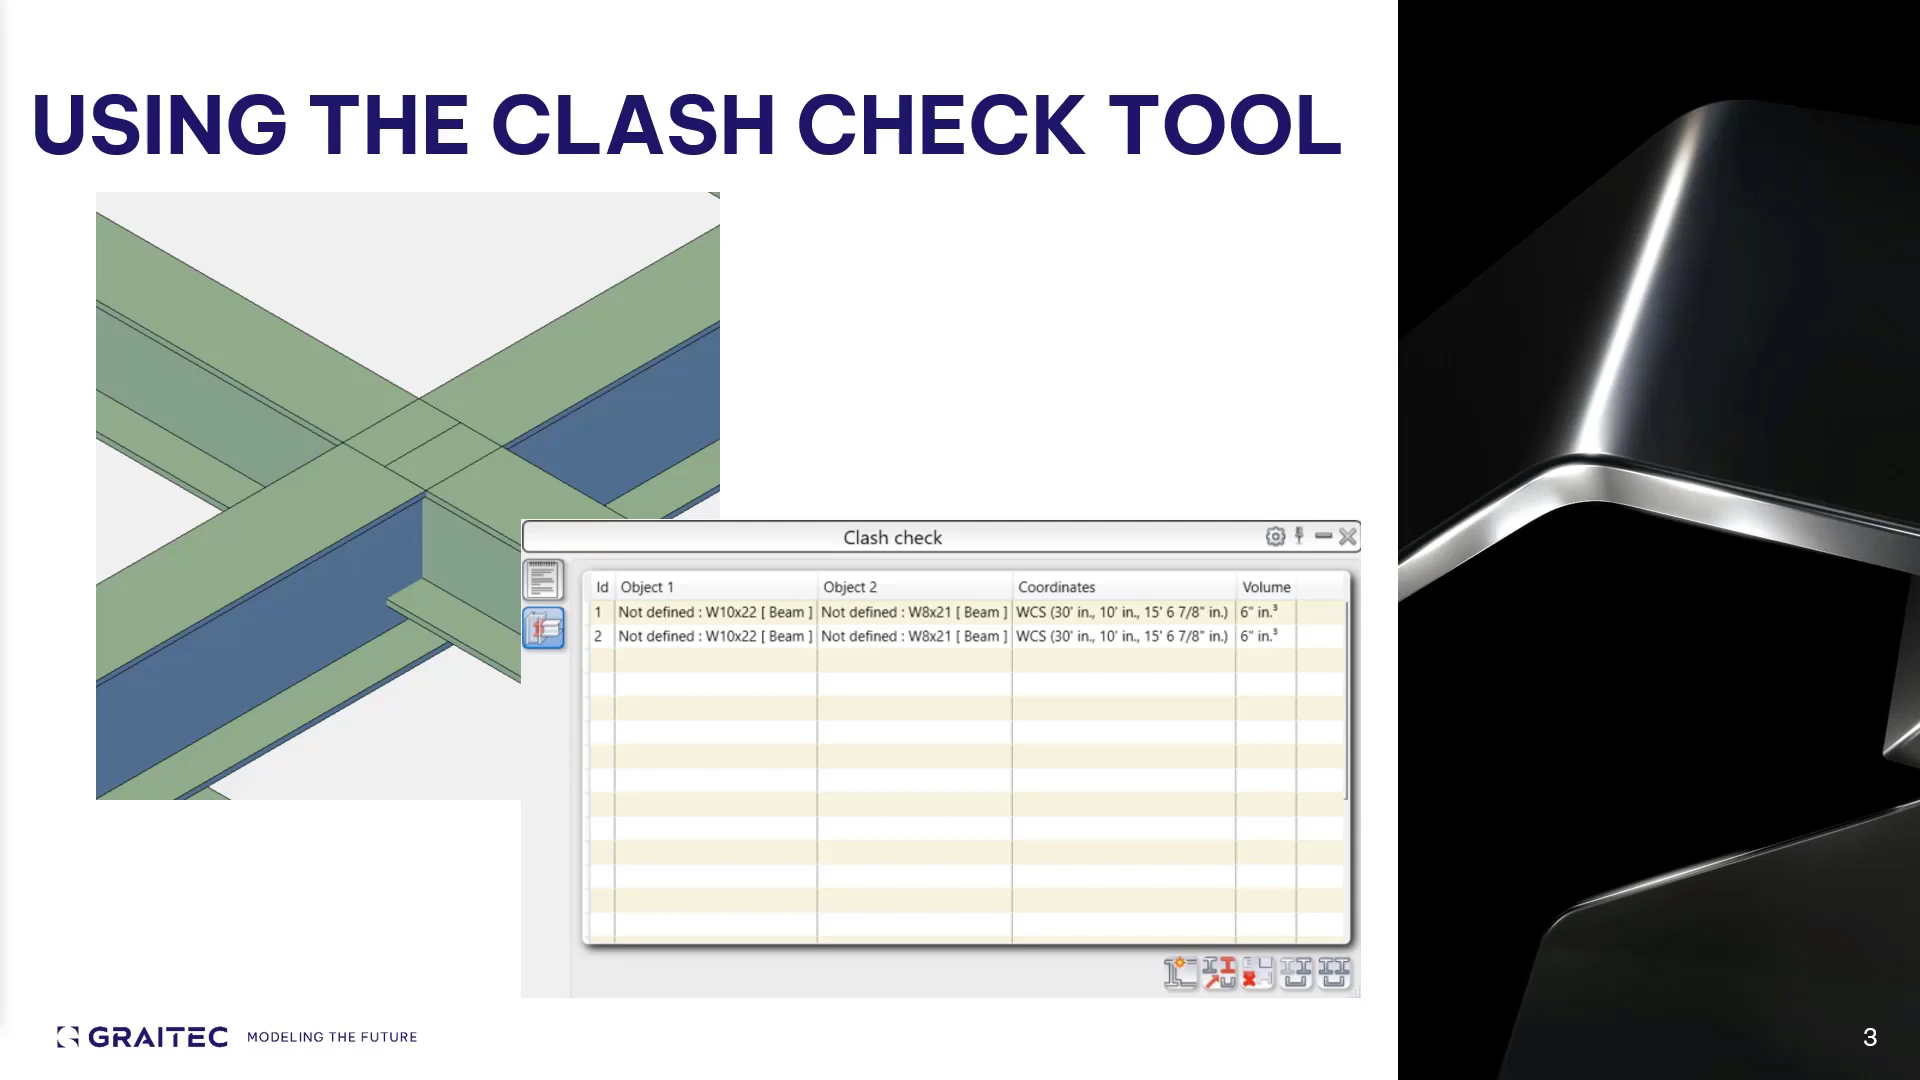 USING THE CLASH CHECK TOOL
Clash check
Id Object 1 Object 2 Coordinates Volume
1 Not defined : W10x22 [ Beam ] Not defined : W8x21 [ Beam ] WCS (30' in., 10' in., 15' 6 7/8" in.) 6" in.³
2 Not defined : W10x22 [ Beam ] Not defined : W8x21 [ Beam ] WCS (30' in., 10' in., 15' 6 7/8" in.) 6" in.³
GRAITEC MODELING THE FUTURE
3